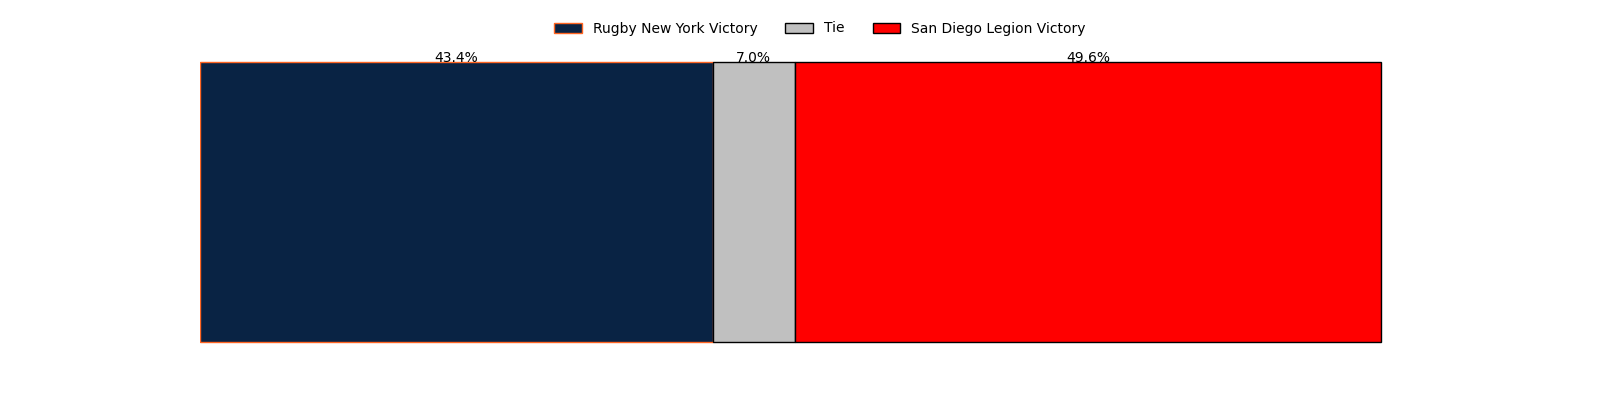 Rugby New York Victory Tie San Diego Legion Victory
43.4% 7.0% 49.6%